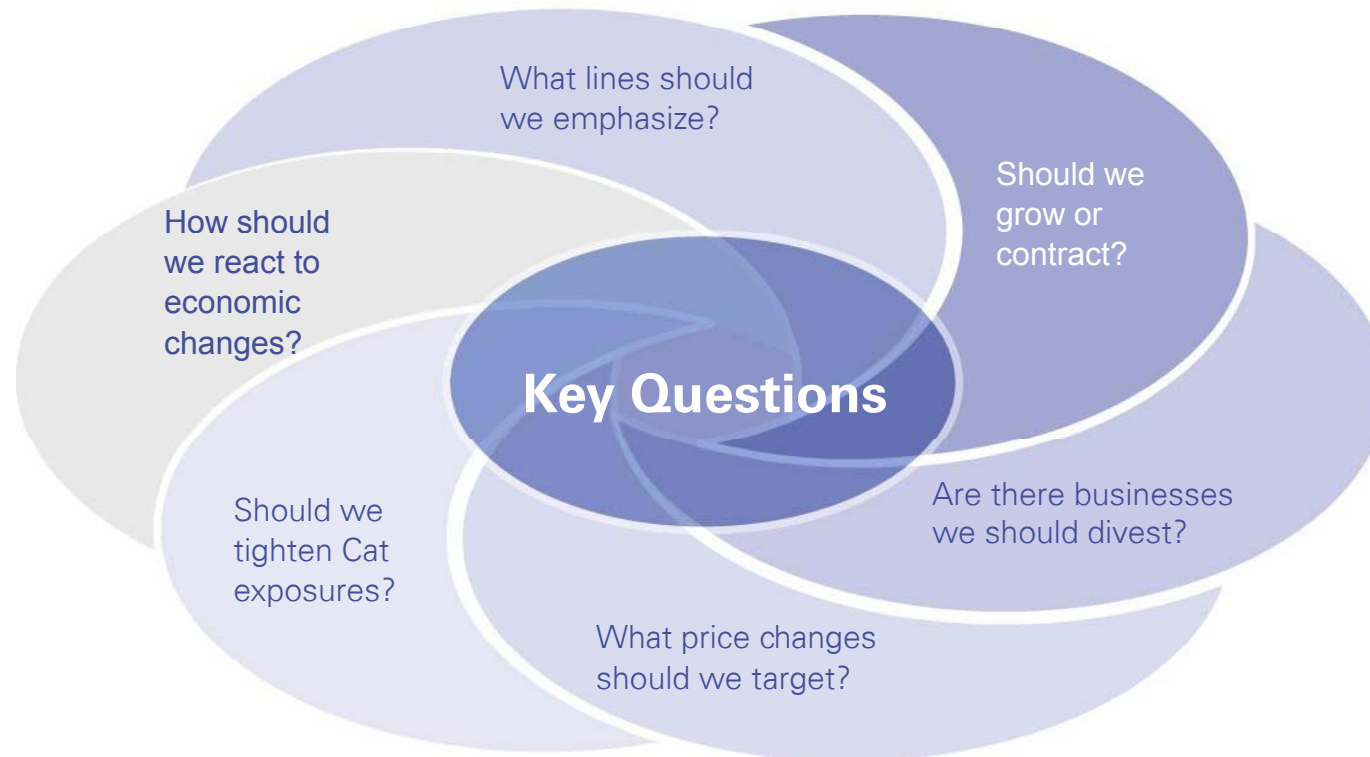 What lines should
we emphasize?
Should we
grow or
contract?
How should
we react to
economic
changes?
Key Questions
Are there businesses
we should divest?
Should we
tighten Cat
exposures?
What price changes
should we target?